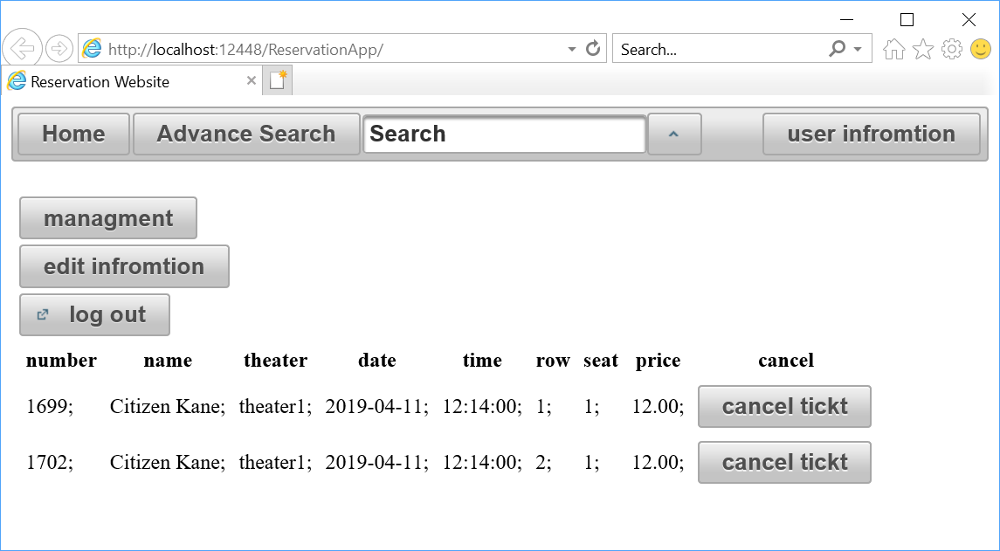 http://localhost:12448/ReservationApp/ Search...
Reservation Website
Home Advance Search Search user infromtion
managment
edit infromtion
log out
number name theater date time row seat price cancel
1699; Citizen Kane; theater1; 2019-04-11; 12:14:00; 1; 1; 12.00; cancel tickt
1702; Citizen Kane; theater1; 2019-04-11; 12:14:00; 2; 1; 12.00; cancel tickt